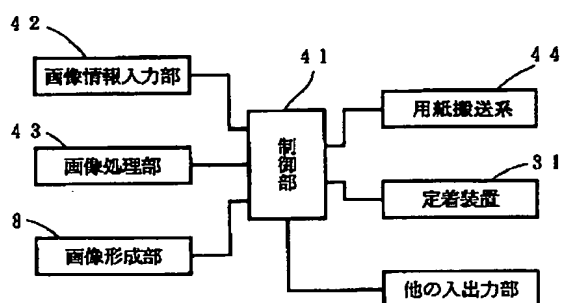 ４２
画像情報入力部
４１
４４
用紙搬送系
４３
画像処理部
制御部
３１
定着装置
８
画像形成部
他の入出力部